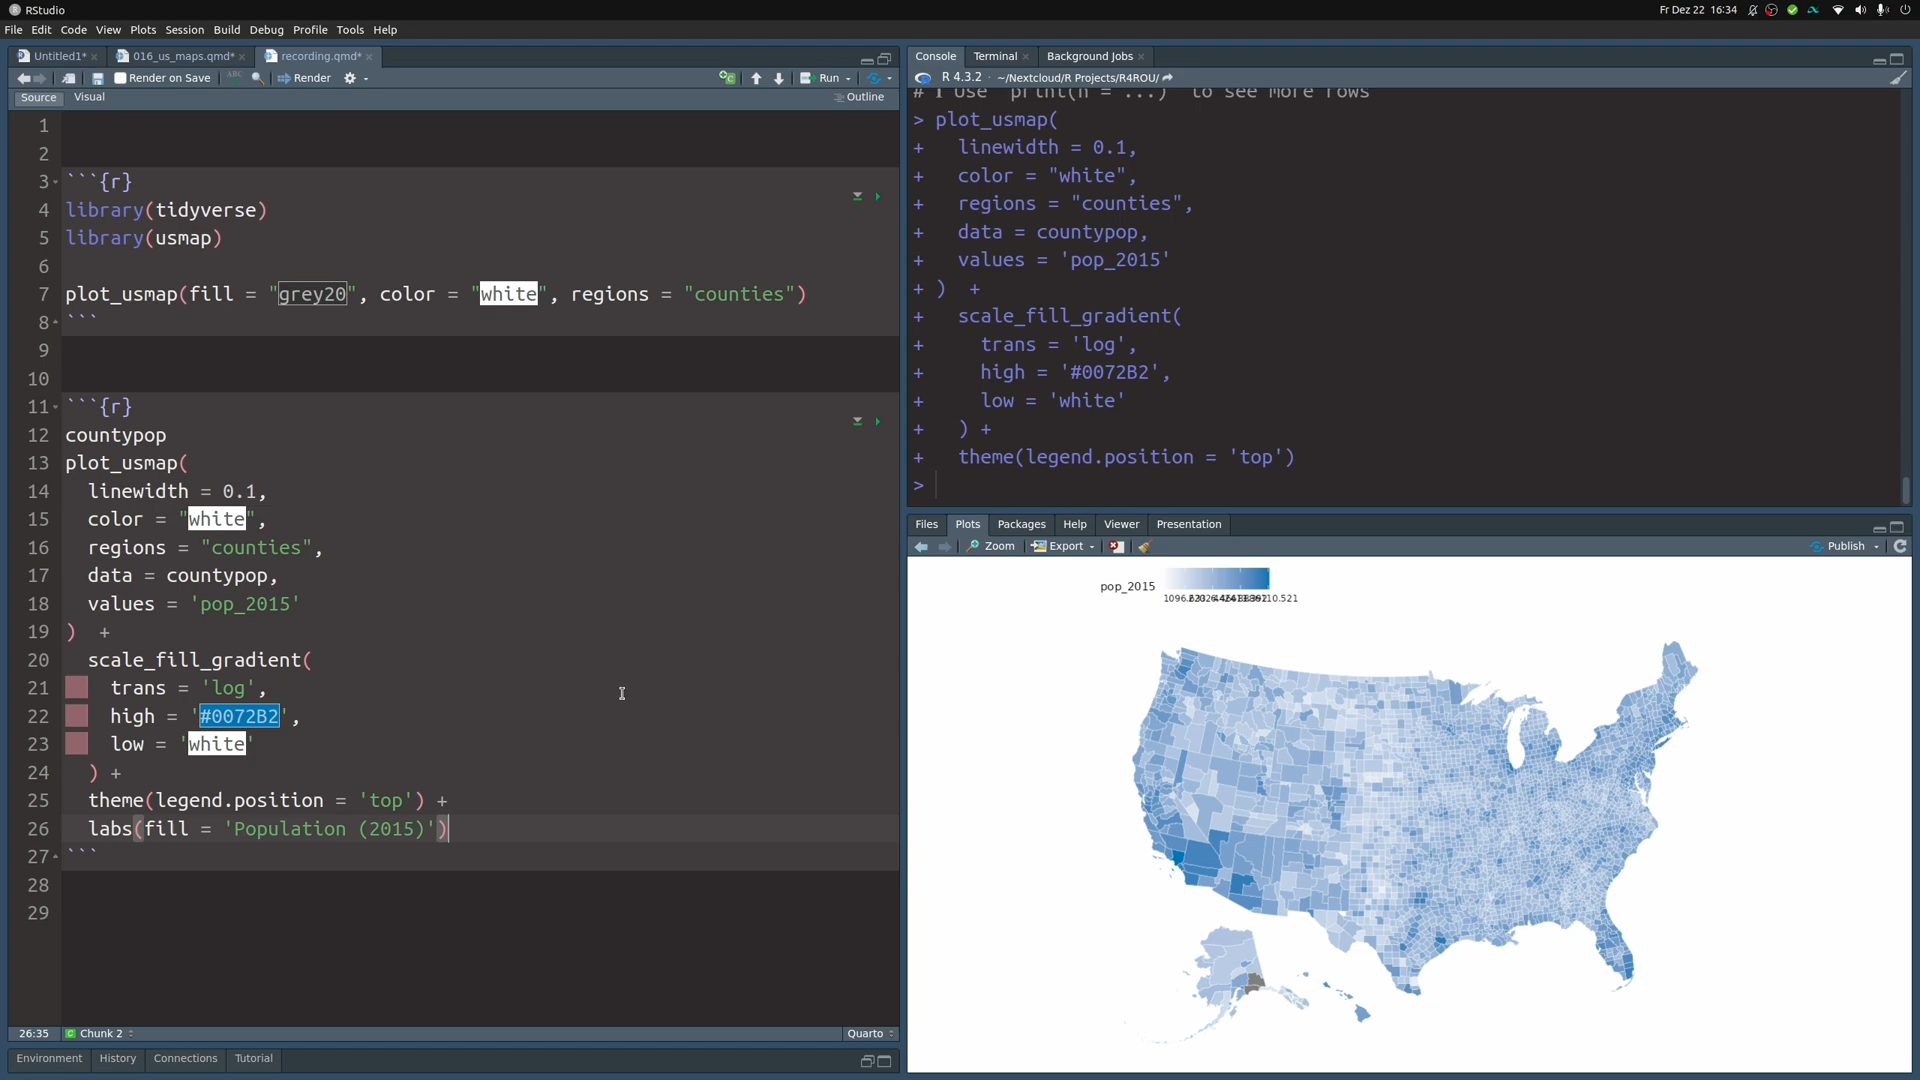 RStudio
Fr Dez 22 16:34
File Edit Code View Plots Session Build Debug Profile Tools Help
Untitled1* × 016_us_maps.qmd* × recording.qmd* ×
Render on Save ABC Render Run
Source Visual Outline
1
2
3 ```{r}
4 library(tidyverse)
5 library(usmap)
6
7 plot_usmap(fill = "grey20", color = "white", regions = "counties")
8 ```
9
10
11 ```{r}
12 countypop
13 plot_usmap(
14   linewidth = 0.1,
15   color = "white",
16   regions = "counties",
17   data = countypop,
18   values = 'pop_2015'
19 )  +
20   scale_fill_gradient(
21     trans = 'log',
22     high = '#0072B2',
23     low = 'white'
24   ) +
25   theme(legend.position = 'top') +
26   labs(fill = 'Population (2015)')
27 ```
28
29
26:35 Chunk 2 Quarto
Environment History Connections Tutorial
Console Terminal × Background Jobs ×
R 4.3.2 · ~/Nextcloud/R Projects/R4ROU/
# ℹ Use `print(n = ...)` to see more rows
> plot_usmap(
+   linewidth = 0.1,
+   color = "white",
+   regions = "counties",
+   data = countypop,
+   values = 'pop_2015'
+ )  +
+   scale_fill_gradient(
+     trans = 'log',
+     high = '#0072B2',
+     low = 'white'
+   ) +
+   theme(legend.position = 'top')
>
Files Plots Packages Help Viewer Presentation
Zoom Export Publish
pop_2015